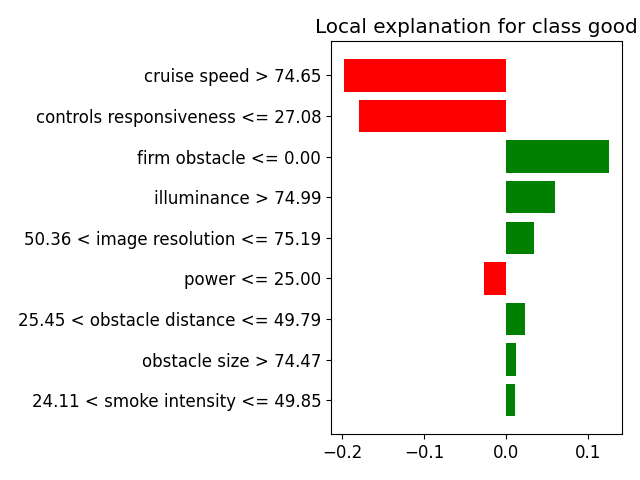 Local explanation for class good
cruise speed > 74.65
controls responsiveness <= 27.08
firm obstacle <= 0.00
illuminance > 74.99
50.36 < image resolution <= 75.19
power <= 25.00
25.45 < obstacle distance <= 49.79
obstacle size > 74.47
24.11 < smoke intensity <= 49.85
−0.2 −0.1 0.0 0.1